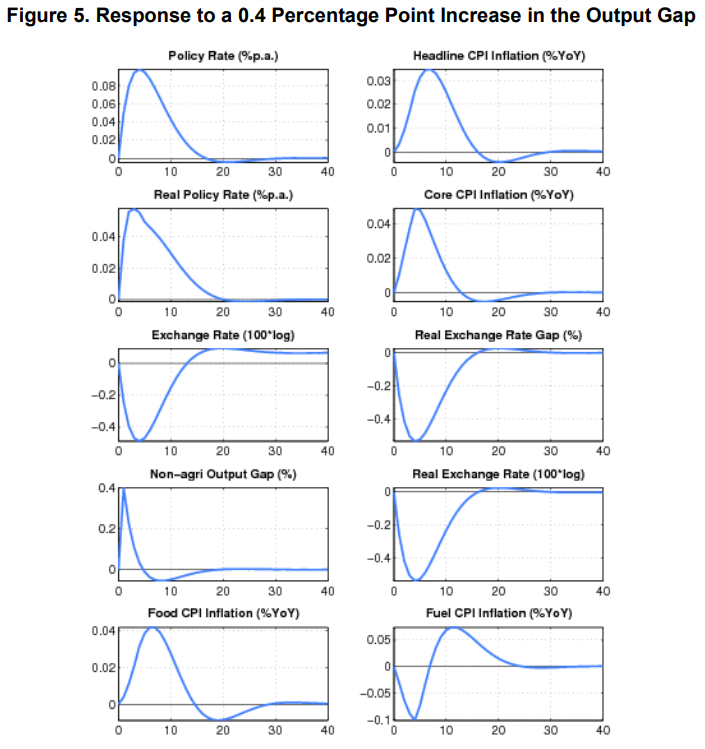 Figure 5. Response to a 0.4 Percentage Point Increase in the Output Gap
Policy Rate (%p.a.)
0.08
0.06
0.04
0.02
0
0 10 20 30 40
Headline CPI Inflation (%YoY)
0.03
0.02
0.01
0
0 10 20 30 40
Real Policy Rate (%p.a.)
0.04
0.02
0
0 10 20 30 40
Core CPI Inflation (%YoY)
0.04
0.02
0
0 10 20 30 40
Exchange Rate (100*log)
0
−0.2
−0.4
0 10 20 30 40
Real Exchange Rate Gap (%)
0
−0.2
−0.4
0 10 20 30 40
Non−agri Output Gap (%)
0.4
0.2
0
0 10 20 30 40
Real Exchange Rate (100*log)
0
−0.2
−0.4
0 10 20 30 40
Food CPI Inflation (%YoY)
0.04
0.02
0
0 10 20 30 40
Fuel CPI Inflation (%YoY)
0.05
0
−0.05
−0.1
0 10 20 30 40